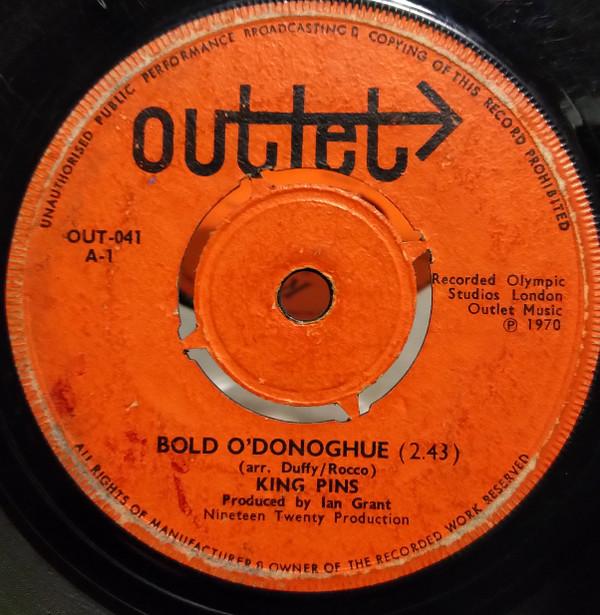 UNAUTHORISED PUBLIC PERFORMANCE BROADCASTING & COPYING OF THIS RECORD PROHIBITED
outlet
OUT-041
A-1
Recorded Olympic
Studios London
Outlet Music
℗ 1970
BOLD O'DONOGHUE (2.43)
(arr. Duffy/Rocco)
KING PINS
Produced by Ian Grant
Nineteen Twenty Production
ALL RIGHTS OF MANUFACTURER & OWNER OF THE RECORDED WORK RESERVED